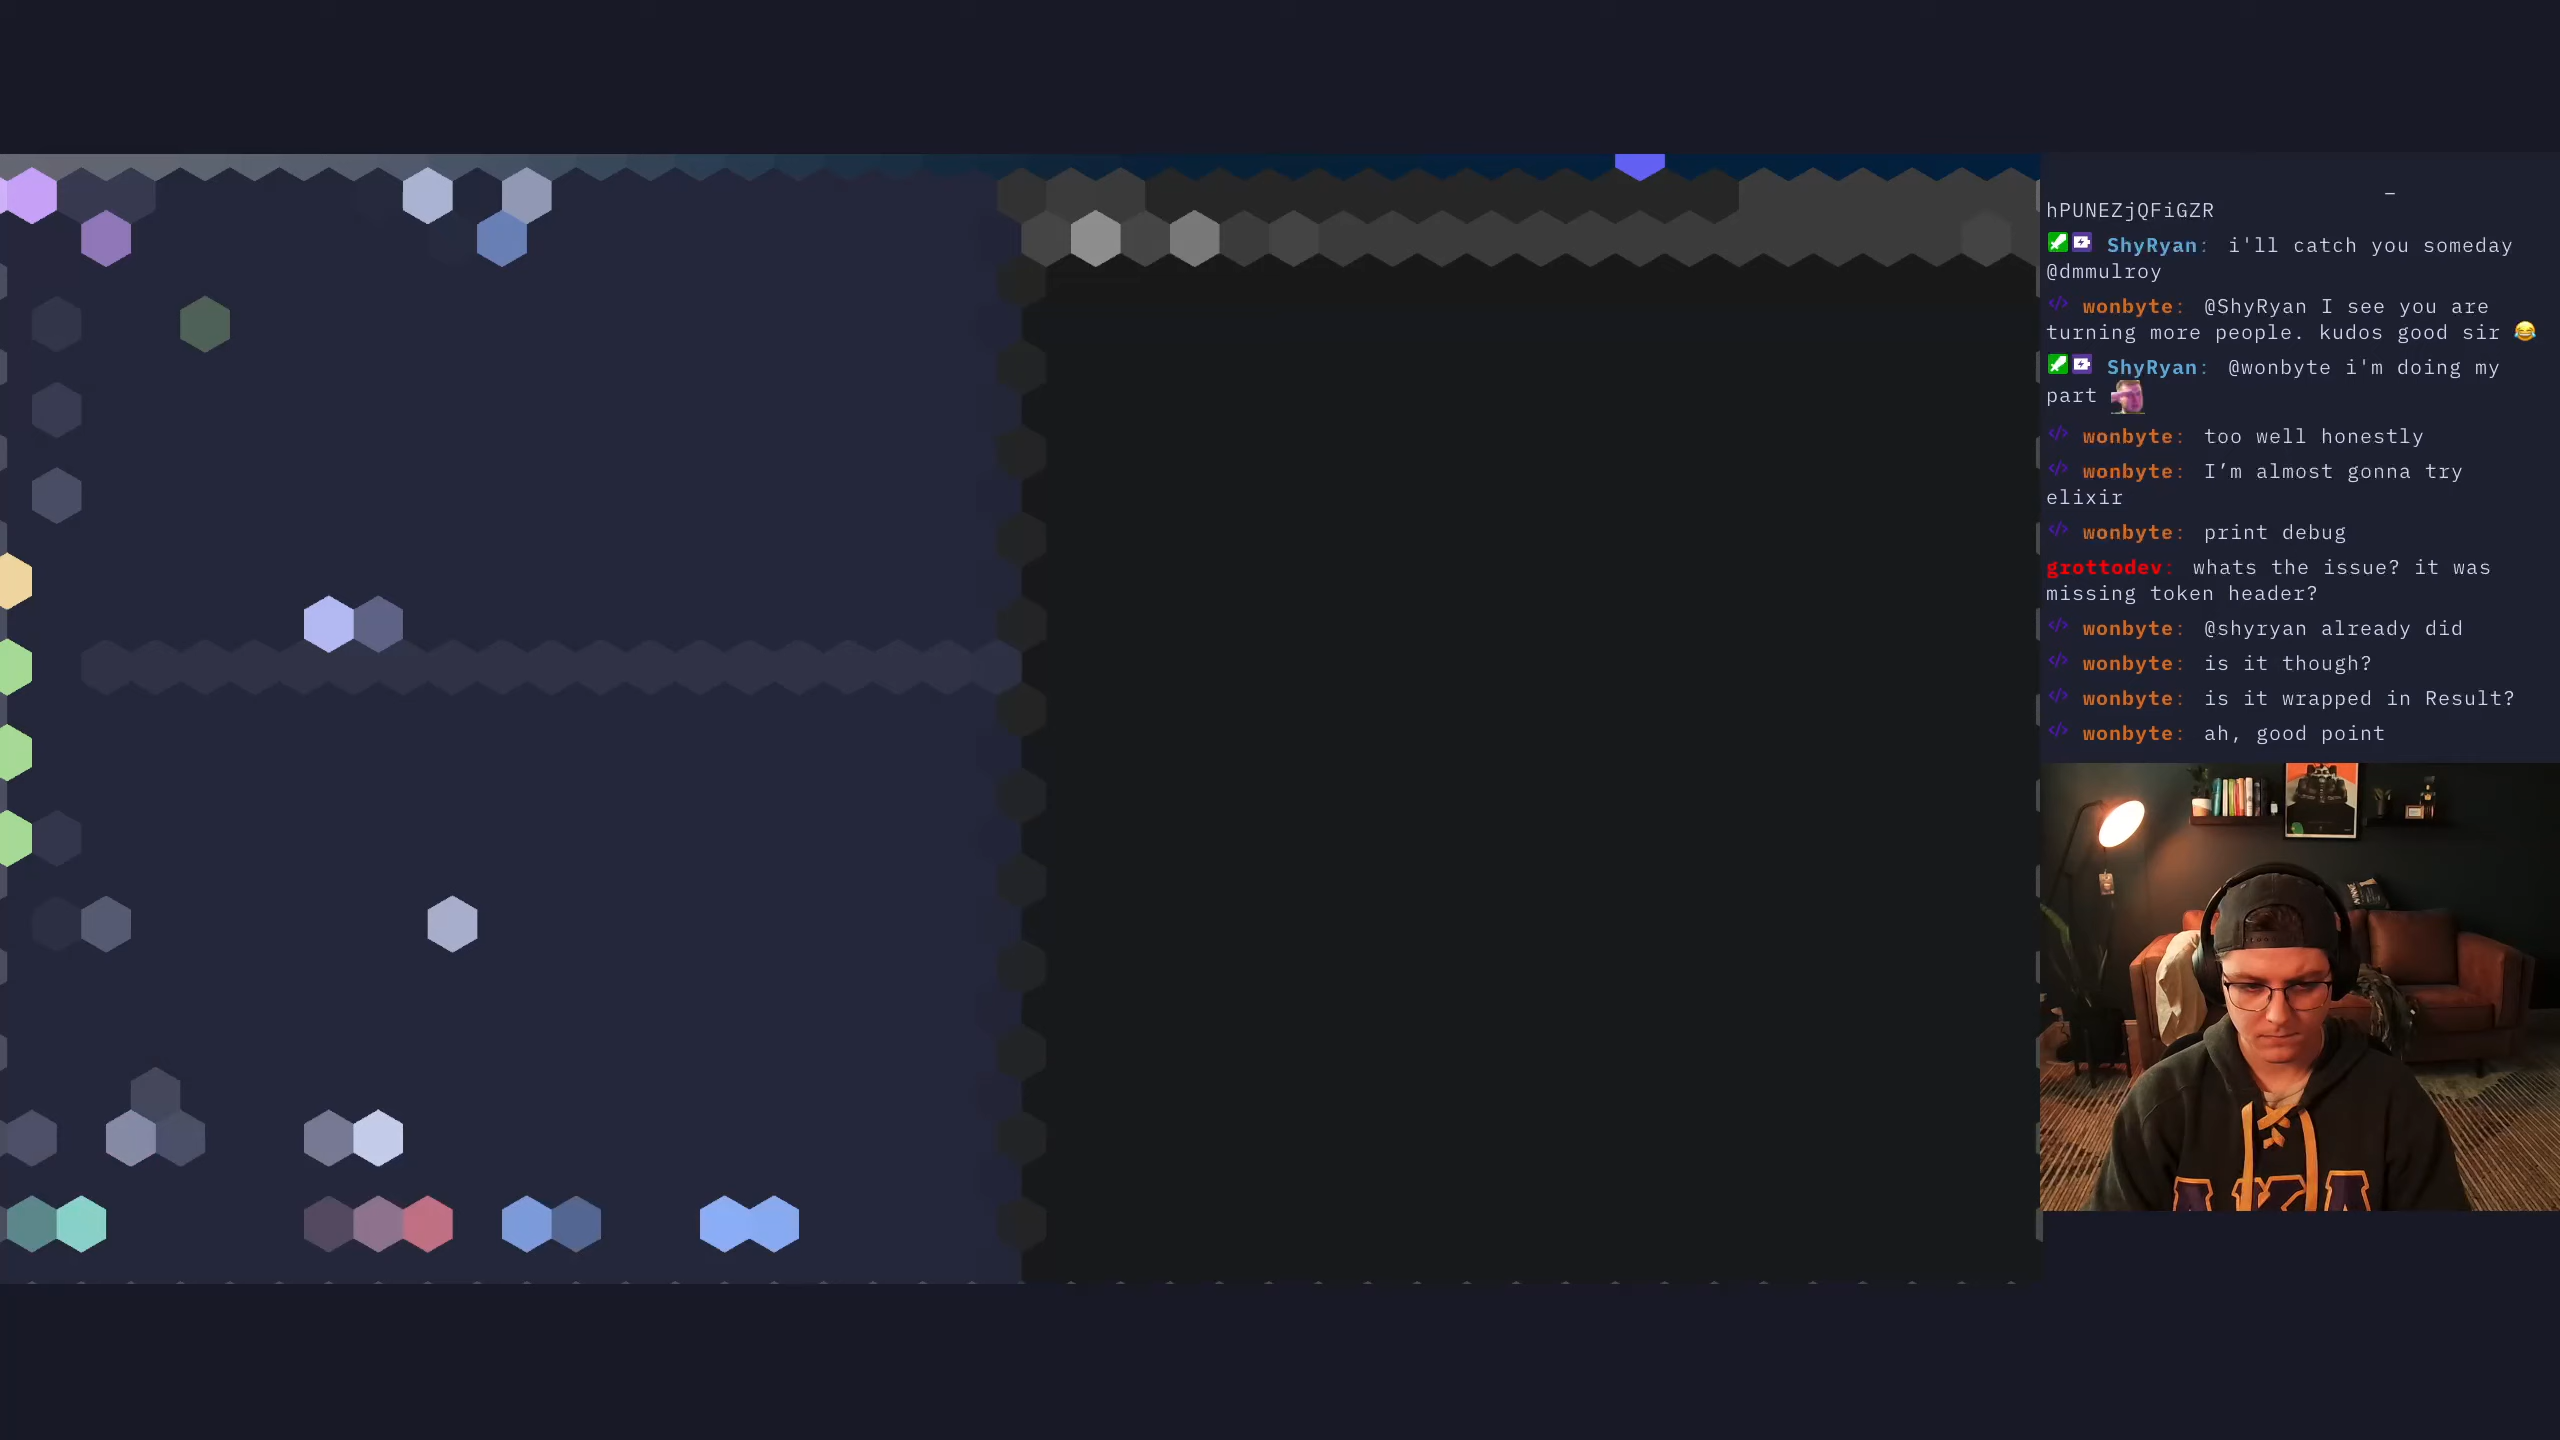 hPUNEZjQFiGZR
ShyRyan: i'll catch you someday
@dmmulroy
wonbyte: @ShyRyan I see you are
turning more people. kudos good sir 😂
ShyRyan: @wonbyte i'm doing my
part
wonbyte: too well honestly
wonbyte: I’m almost gonna try
elixir
wonbyte: print debug
grottodev: whats the issue? it was
missing token header?
wonbyte: @shyryan already did
wonbyte: is it though?
wonbyte: is it wrapped in Result?
wonbyte: ah, good point